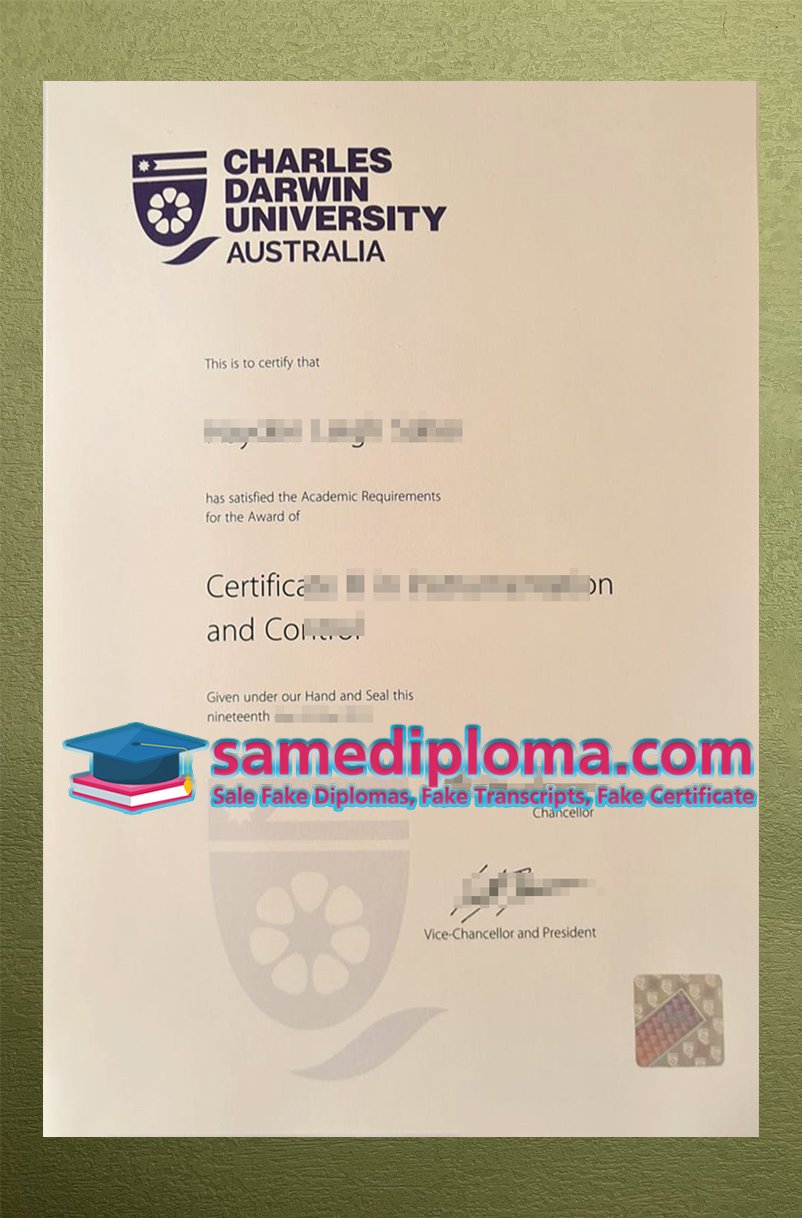 CHARLES
DARWIN
UNIVERSITY
AUSTRALIA
This is to certify that
has satisfied the Academic Requirements
for the Award of
and
Given under our Hand and Seal this
nineteenth
samediploma.com
Sale Fake Diplomas, Fake Transcripts, Fake Certificate
Chancellor
Vice-Chancellor and President